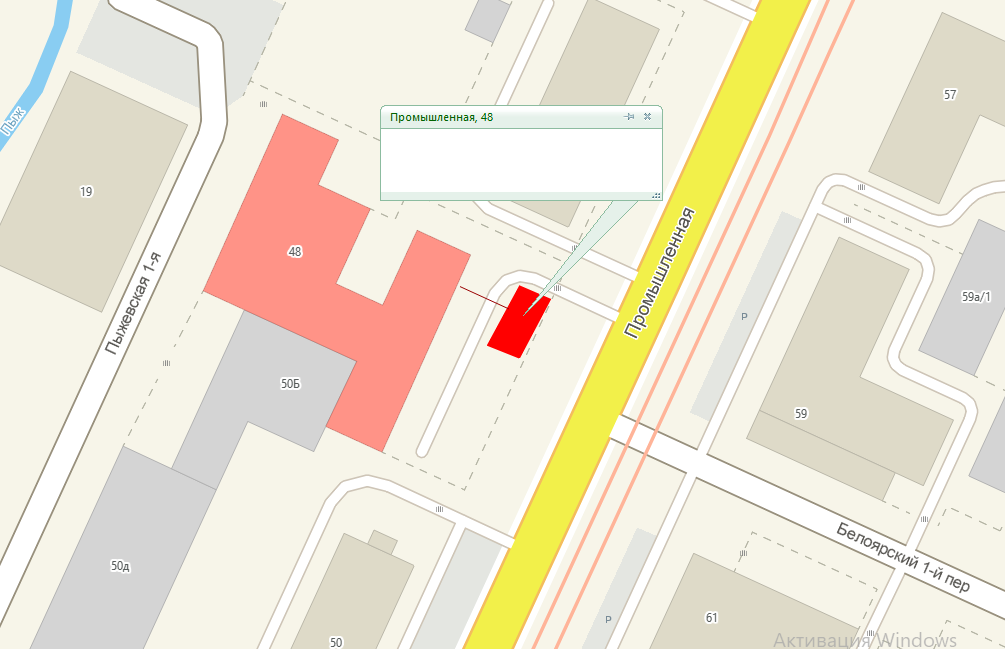 57
Промышленная, 48
Пыж
19
48
Промышленная
59а/1
Пыжевская 1-я
P
50Б
59
50д
Белоярский 1-й пер
50
P
61
Активация Windows